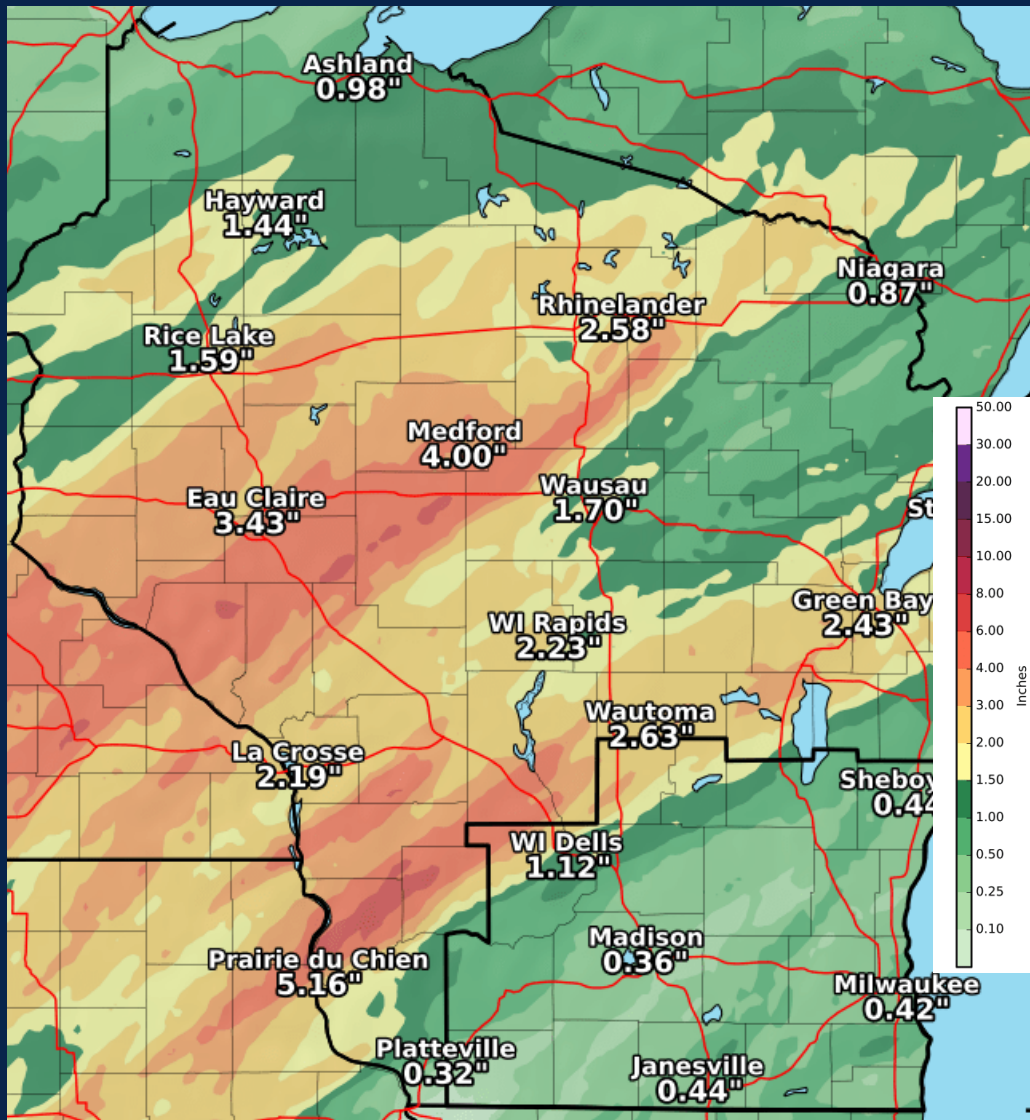 Ashland
0.98"
Hayward
1.44"
Niagara
0.87"
Rhinelander
2.58"
Rice Lake
1.59"
Medford
4.00"
Eau Claire
3.43"
Wausau
1.70"
St
Green Bay
2.43"
WI Rapids
2.23"
Wautoma
2.63"
La Crosse
2.19"
Sheboy
0.44
WI Dells
1.12"
Madison
0.36"
Prairie du Chien
5.16"
Milwaukee
0.42"
Platteville
0.32"
Janesville
0.44"
50.00
30.00
20.00
15.00
10.00
8.00
6.00
4.00
3.00
2.00
1.50
1.00
0.50
0.25
0.10
Inches